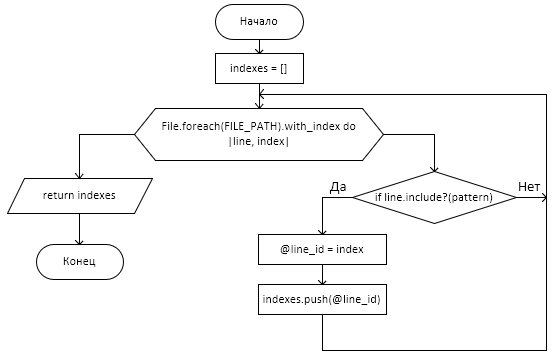 Начало
indexes = []
File.foreach(FILE_PATH).with_index do
|line, index|
return indexes
Конец
if line.include?(pattern)
Да
Нет
@line_id = index
indexes.push(@line_id)